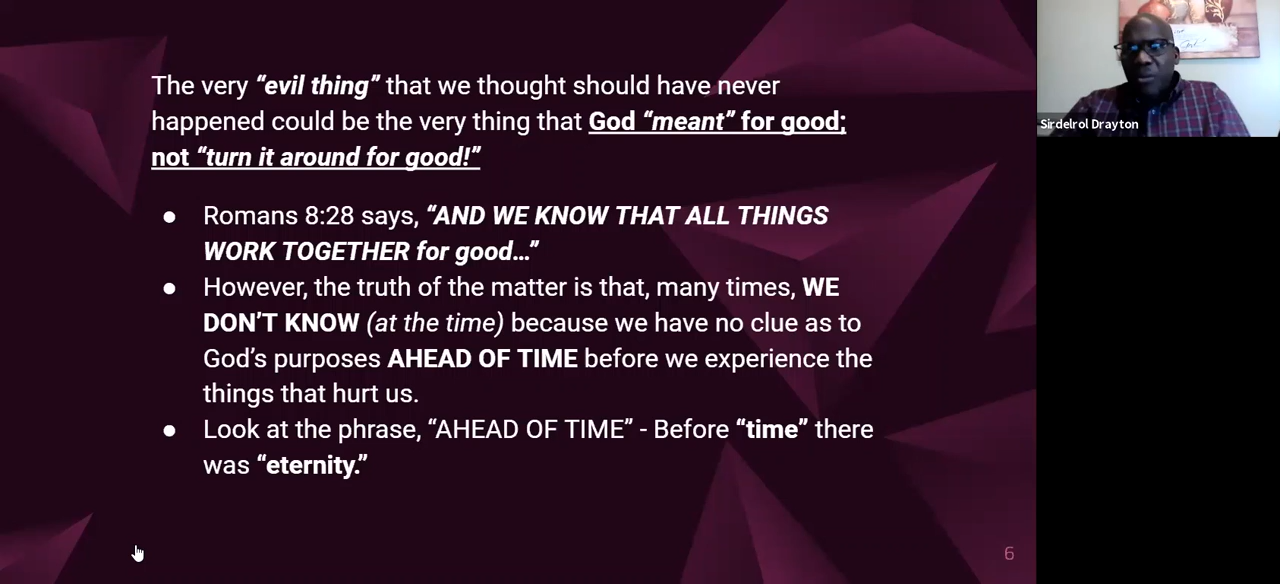 The very “evil thing” that we thought should have never
happened could be the very thing that God “meant” for good;
not “turn it around for good!”
● Romans 8:28 says, “AND WE KNOW THAT ALL THINGS
WORK TOGETHER for good…”
● However, the truth of the matter is that, many times, WE
DON’T KNOW (at the time) because we have no clue as to
God’s purposes AHEAD OF TIME before we experience the
things that hurt us.
● Look at the phrase, “AHEAD OF TIME” - Before “time” there
was “eternity.”
6
Sirdelrol Drayton